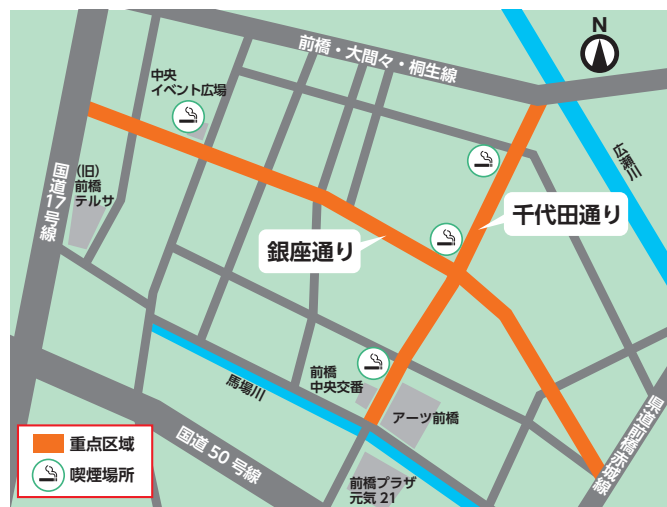 前橋・大間々・桐生線
N
中央
イベント広場
広瀬川
(旧)
前橋
テルサ
国道17号線
千代田通り
銀座通り
前橋
中央交番
馬場川
アーツ前橋
国道50号線
県道前橋赤城線
前橋プラザ
元気21
重点区域
喫煙場所